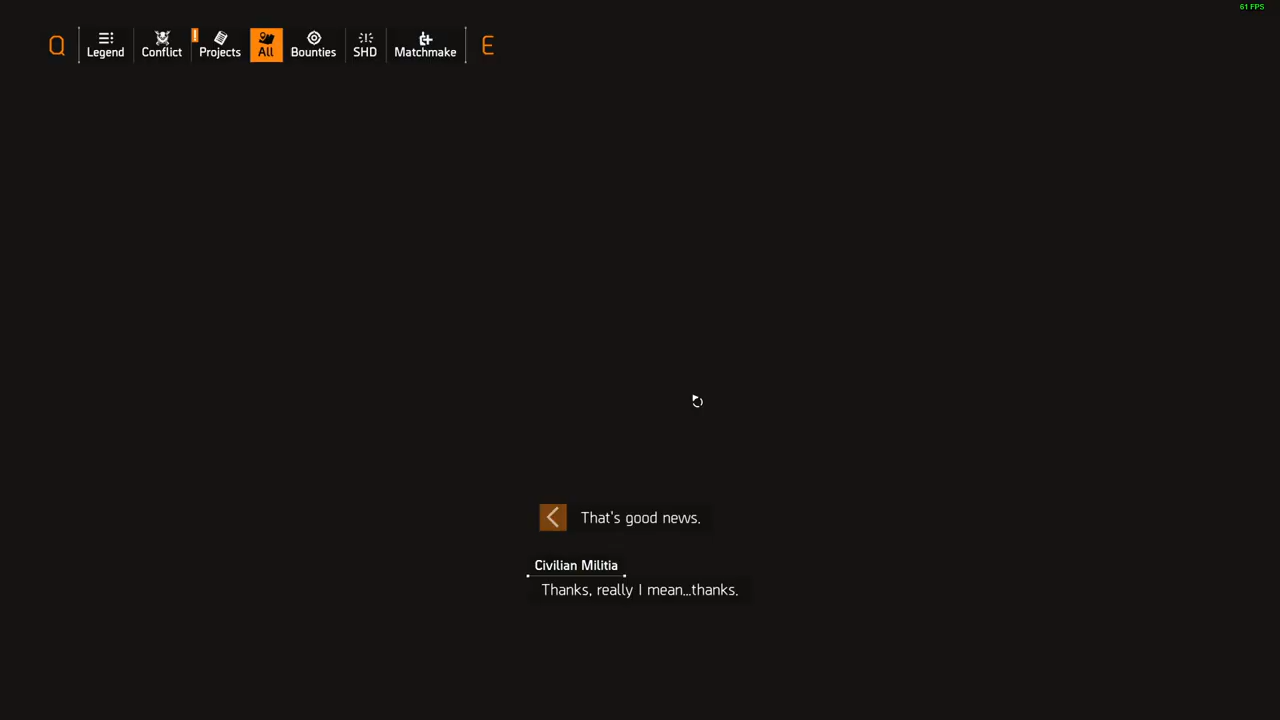 61 FPS
Q Legend Conflict Projects All Bounties SHD Matchmake E
That's good news.
Civilian Militia
Thanks, really I mean...thanks.